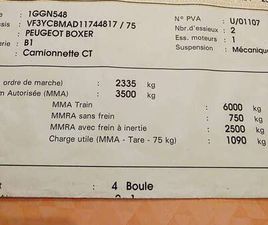 : 1GGN548
: VF3YCBMAD11744817 / 75
: PEUGEOT BOXER
erie : B1
: Camionnette CT
N° PVA : U/01107
Nbr.d'essieux : 2
Ess. moteurs : 1
Suspension : Mécanique
ordre de marche) : 2335 kg
m Autorisée (MMA) : 3500 kg
MMA Train : 6000 kg
MMRA sans frein : 750 kg
MMRA avec frein à inertie : 2500 kg
Charge utile (MMA - Tare - 75 kg) : 1090 kg
t : 4 Boule